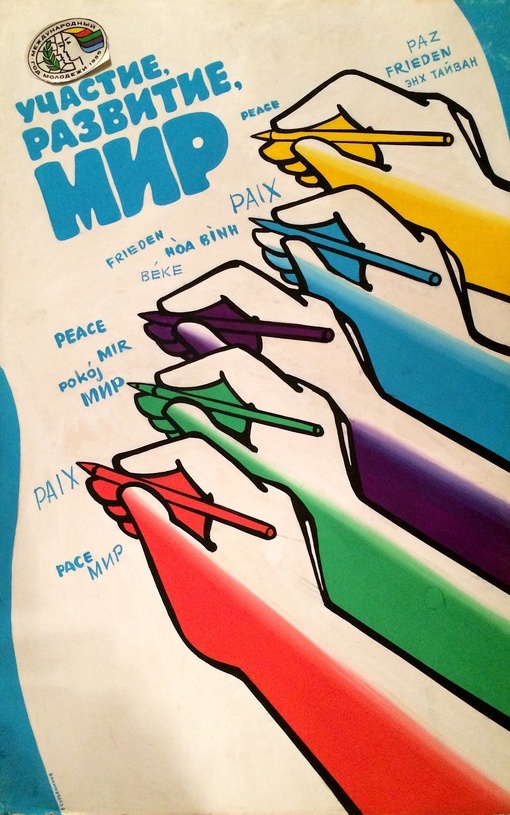 МЕЖДУНАРОДНЫЙ
ГОД МОЛОДЕЖИ · 1985
УЧАСТИЕ,
РАЗВИТИЕ,
МИР
PAZ
FRIEDEN
ЭНХ ТАЙВАН
PEACE
PAIX
FRIEDEN
HÒA BÌNH
BÉKE
PEACE
MIR
POKÓJ
МИР
PAIX
PACE
МИР